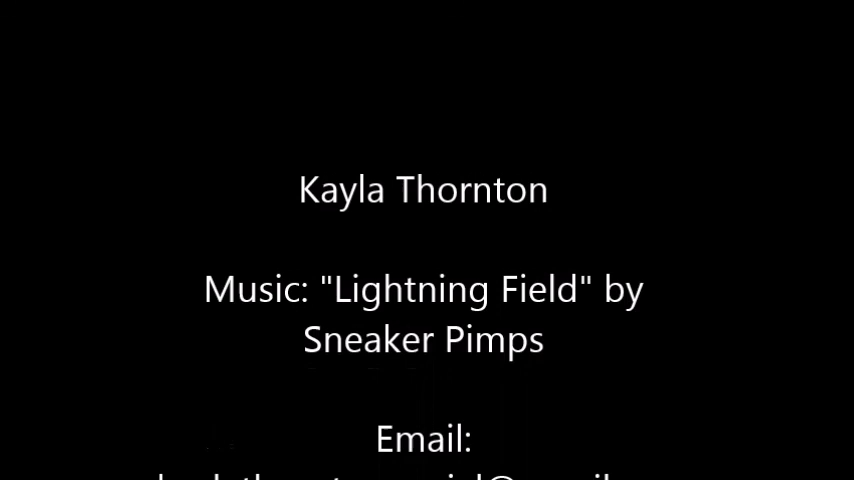 Kayla Thornton
Music: "Lightning Field" by
Sneaker Pimps
Email: